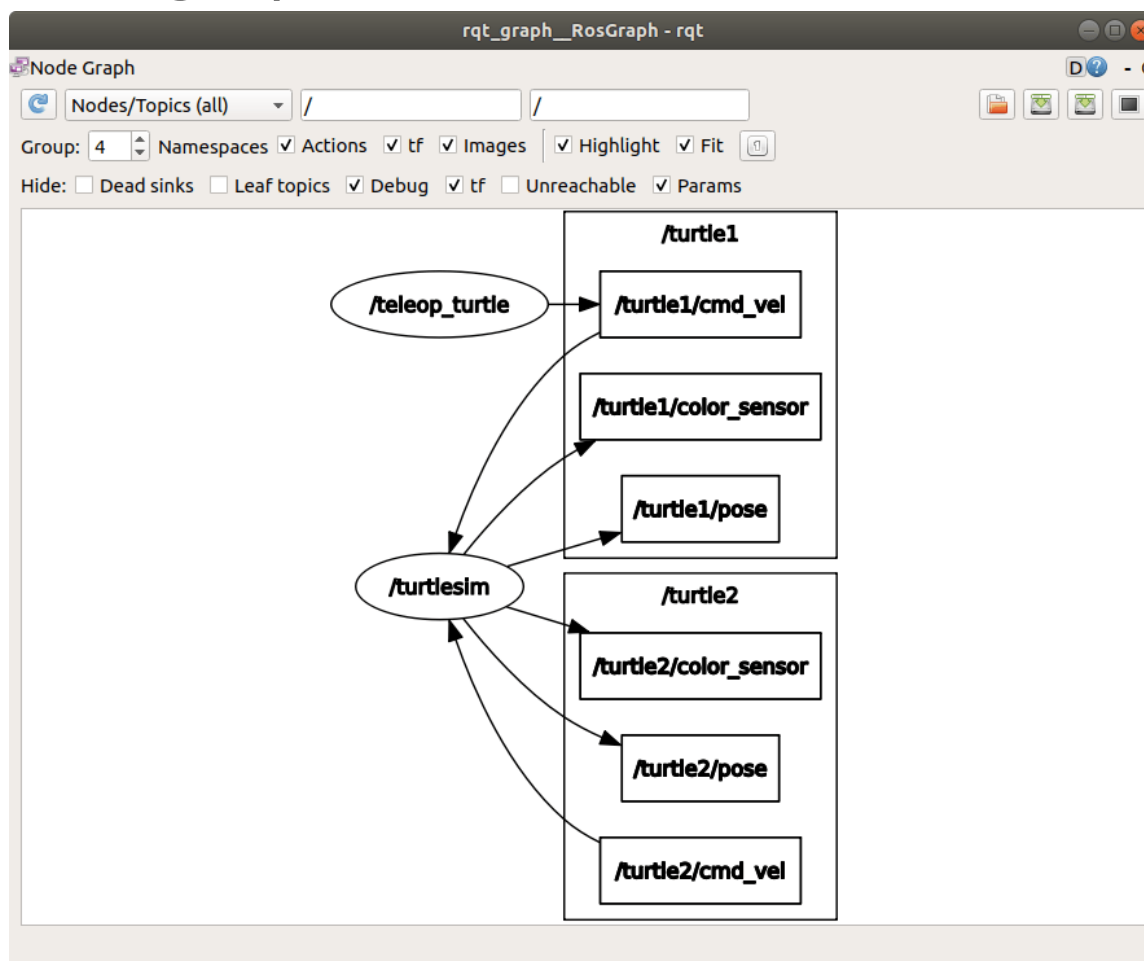 rqt_graph__RosGraph - rqt
Node Graph D ? -
Nodes/Topics (all) / /
Group: 4 Namespaces Actions tf Images Highlight Fit
Hide: Dead sinks Leaf topics Debug tf Unreachable Params
/turtle1
/teleop_turtle /turtle1/cmd_vel
/turtle1/color_sensor
/turtle1/pose
/turtlesim
/turtle2
/turtle2/color_sensor
/turtle2/pose
/turtle2/cmd_vel